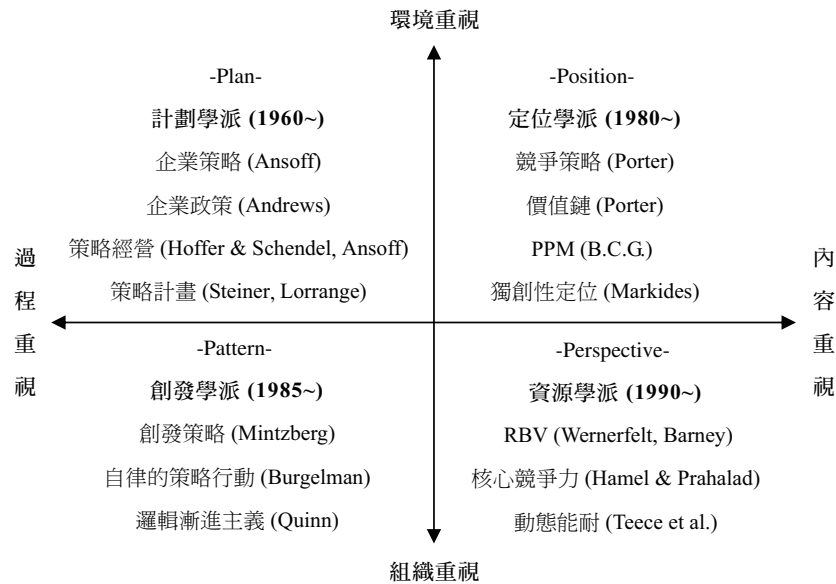 環境重視
-Plan-
計劃學派 (1960~)
企業策略 (Ansoff)
企業政策 (Andrews)
策略經營 (Hoffer & Schendel, Ansoff)
策略計畫 (Steiner, Lorrange)
-Position-
定位學派 (1980~)
競爭策略 (Porter)
價值鏈 (Porter)
PPM (B.C.G.)
獨創性定位 (Markides)
過程重視
內容重視
-Pattern-
創發學派 (1985~)
創發策略 (Mintzberg)
自律的策略行動 (Burgelman)
邏輯漸進主義 (Quinn)
-Perspective-
資源學派 (1990~)
RBV (Wernerfelt, Barney)
核心競爭力 (Hamel & Prahalad)
動態能耐 (Teece et al.)
組織重視